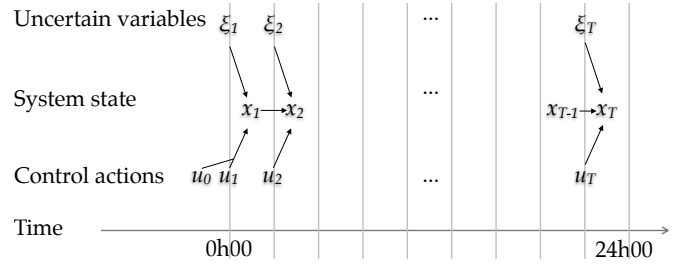 Uncertain variables ξ1 ξ2 ... ξT
System state x1 x2 ... xT-1 xT
Control actions u0 u1 u2 ... uT
Time
0h00 24h00